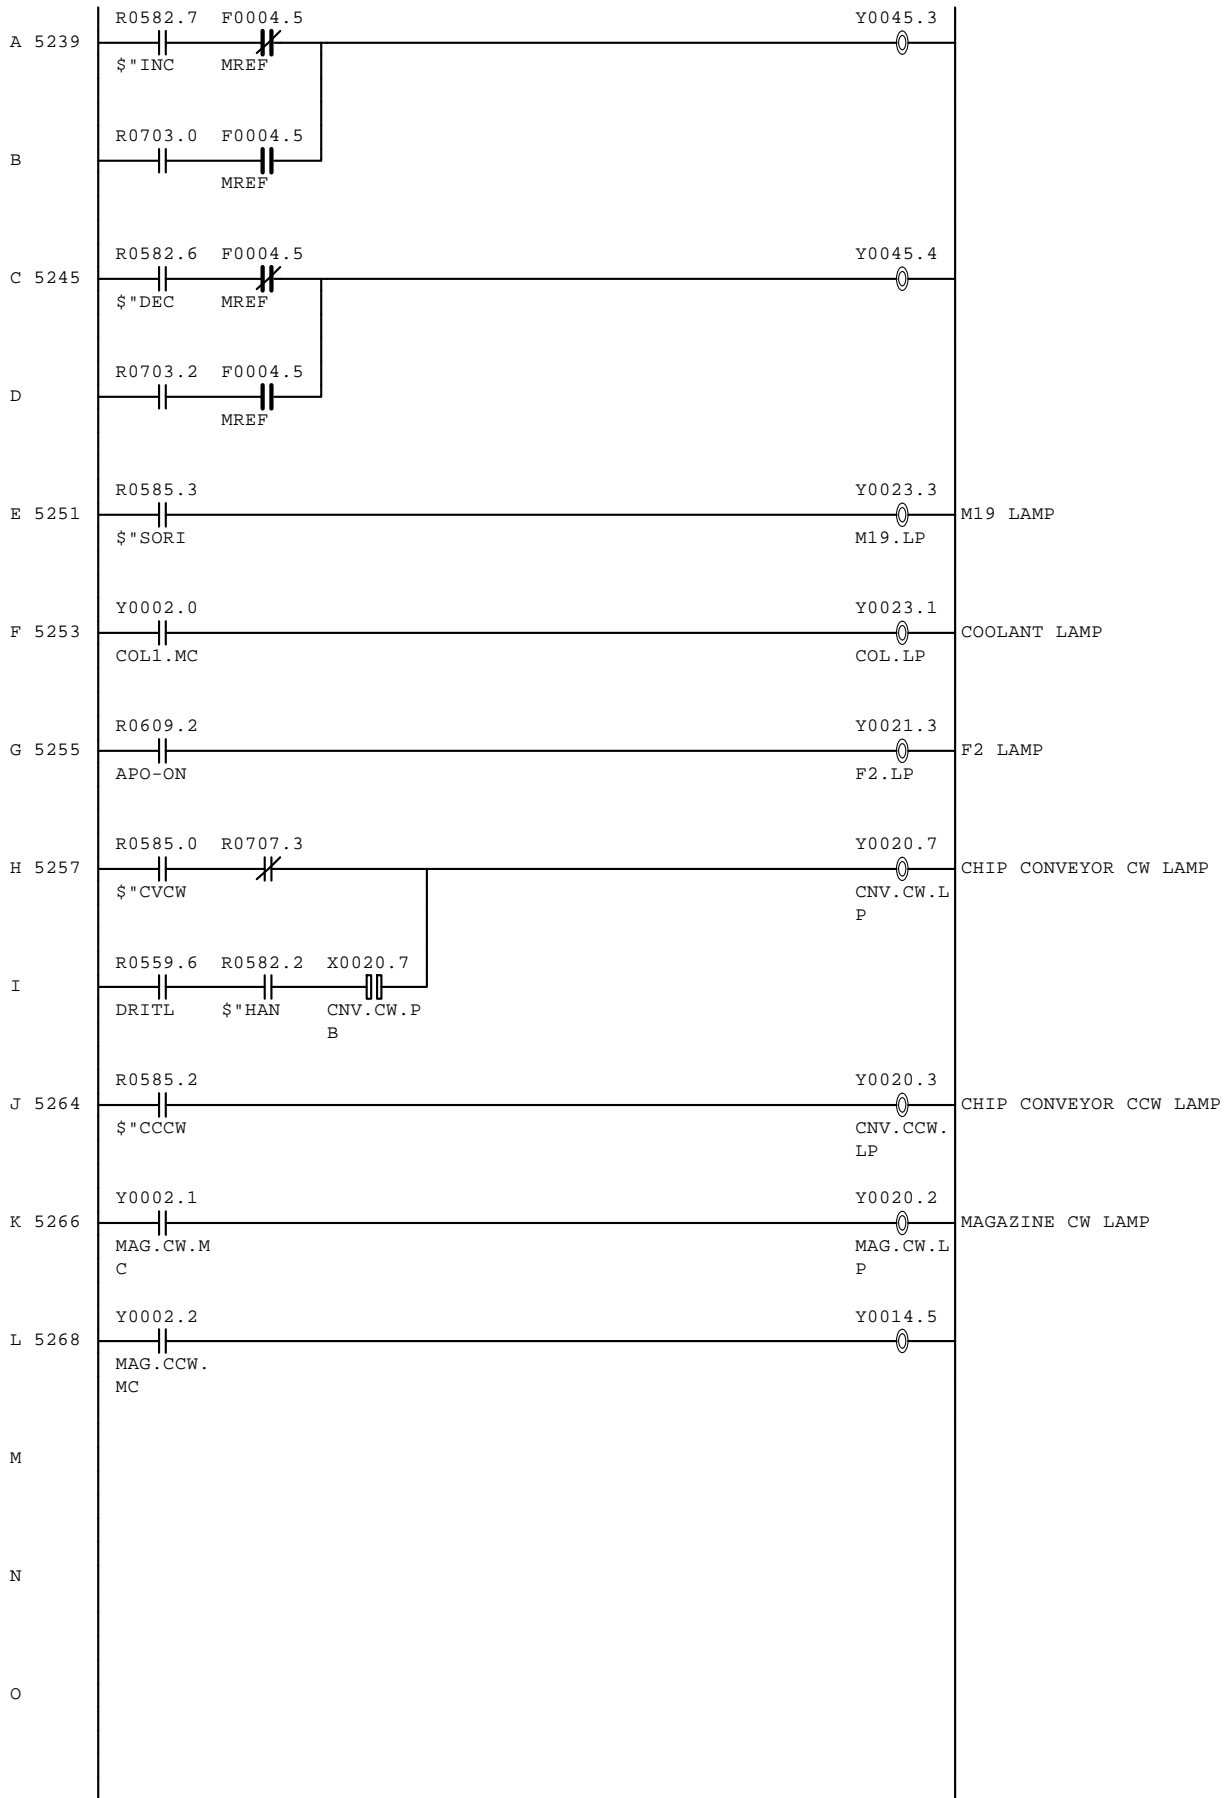 R0582.7 F0004.5 Y0045.3
A 5239
$"INC MREF
R0703.0 F0004.5
B
MREF
R0582.6 F0004.5 Y0045.4
C 5245
$"DEC MREF
R0703.2 F0004.5
D
MREF
R0585.3 Y0023.3
E 5251 M19 LAMP
$"SORI M19.LP
Y0002.0 Y0023.1
F 5253 COOLANT LAMP
COL1.MC COL.LP
R0609.2 Y0021.3
G 5255 F2 LAMP
APO-ON F2.LP
R0585.0 R0707.3 Y0020.7
H 5257 CHIP CONVEYOR CW LAMP
$"CVCW CNV.CW.L
P
R0559.6 R0582.2 X0020.7
I
DRITL $"HAN CNV.CW.P
B
R0585.2 Y0020.3
J 5264 CHIP CONVEYOR CCW LAMP
$"CCCW CNV.CCW.
LP
Y0002.1 Y0020.2
K 5266 MAGAZINE CW LAMP
MAG.CW.M MAG.CW.L
C P
Y0002.2 Y0014.5
L 5268
MAG.CCW.
MC
M
N
O